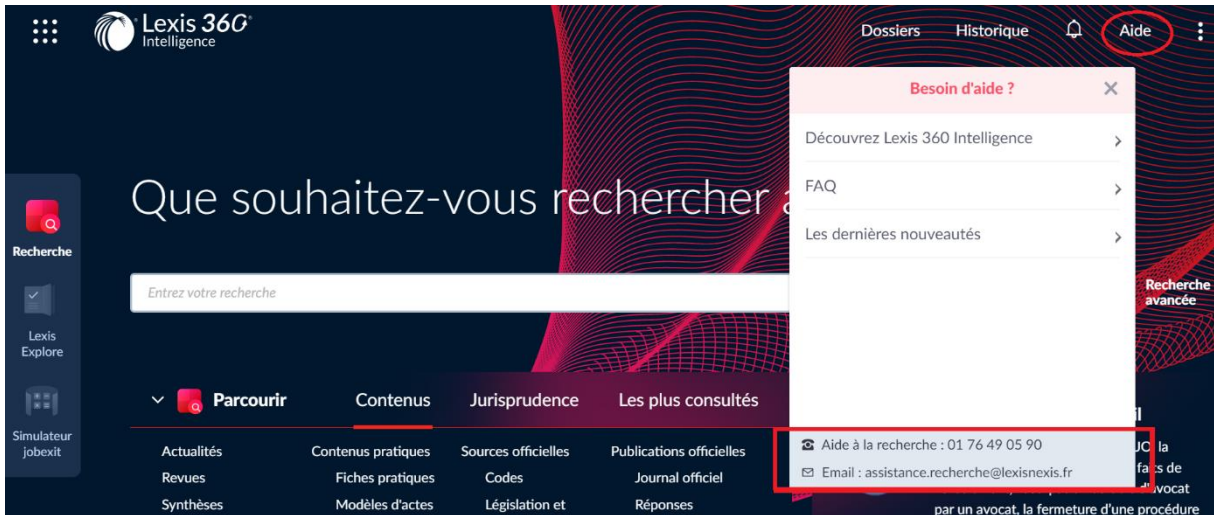 Lexis 360
Intelligence
Dossiers
Historique
Aide
Besoin d'aide ?
Découvrez Lexis 360 Intelligence
FAQ
Les dernières nouveautés
Que souhaitez-vous rechercher
Recherche
Entrez votre recherche
Recherche
avancée
Lexis
Explore
Parcourir
Contenus
Jurisprudence
Les plus consultés
Simulateur
jobexit
Actualités
Contenus pratiques
Sources officielles
Publications officielles
Revues
Fiches pratiques
Codes
Journal officiel
Synthèses
Modèles d'actes
Législation et
Réponses
Aide à la recherche : 01 76 49 05 90
Email : assistance.recherche@lexisnexis.fr
la
de
d'avocat
par un avocat, la fermeture d'une procédure